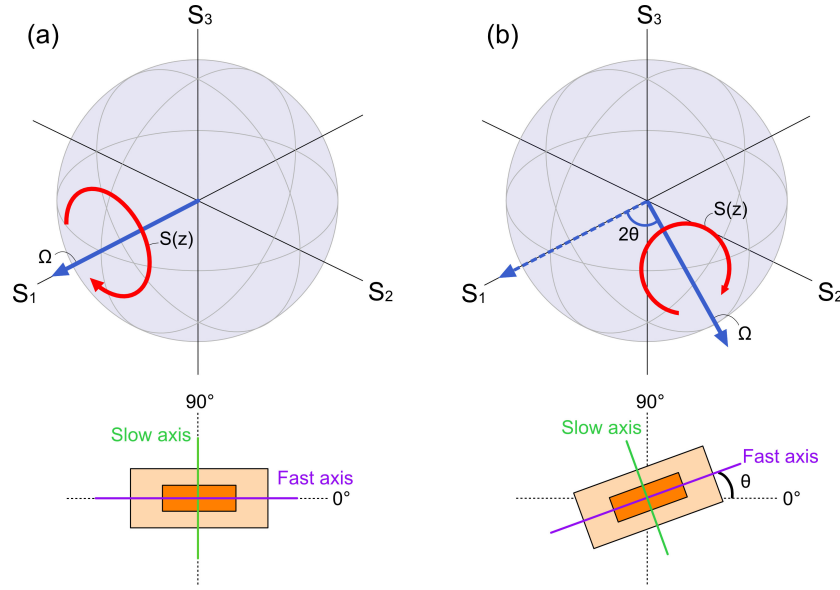 (a)
S3
S(z)
Ω
S1
S2
90°
Slow axis
Fast axis
0°
(b)
S3
S(z)
2θ
S1
S2
Ω
90°
Slow axis
Fast axis
θ
0°